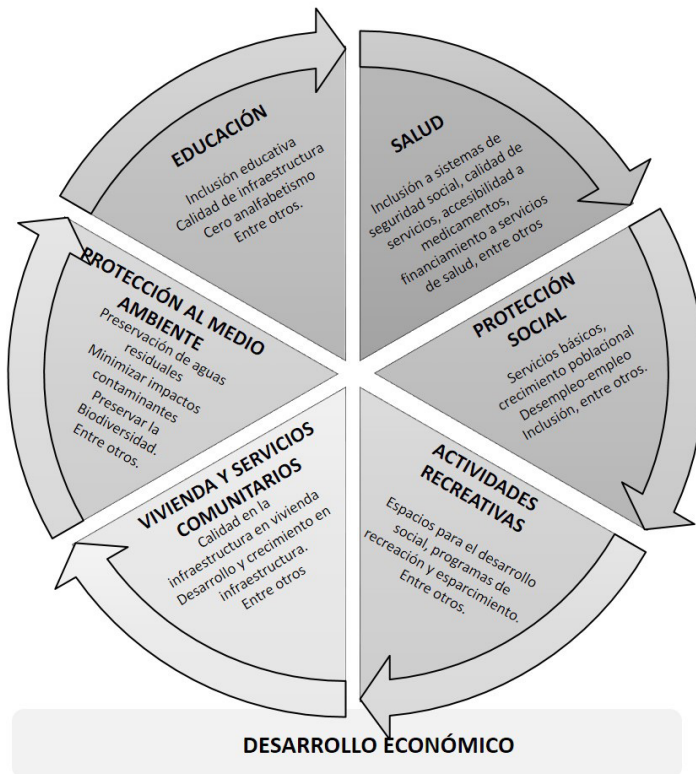 EDUCACIÓN
Inclusión educativa
Calidad de infraestructura
Cero analfabetismo
Entre otros.
SALUD
Inclusión a sistemas de
seguridad social, calidad de
servicios, accesibilidad a
medicamentos,
financiamiento a servicios
de salud, entre otros
PROTECCIÓN
SOCIAL
Servicios básicos,
crecimiento poblacional
Desempleo-empleo
Inclusión, entre otros.
ACTIVIDADES
RECREATIVAS
Espacios para el desarrollo
social, programas de
recreación y esparcimiento.
Entre otros.
VIVIENDA Y SERVICIOS
COMUNITARIOS
Calidad en la
infraestructura en vivienda
Desarrollo y crecimiento en
infraestructura.
Entre otros
PROTECCIÓN AL MEDIO
AMBIENTE
Preservación de aguas
residuales
Minimizar impactos
contaminantes
Preservar la
Biodiversidad.
Entre otros.
DESARROLLO ECONÓMICO